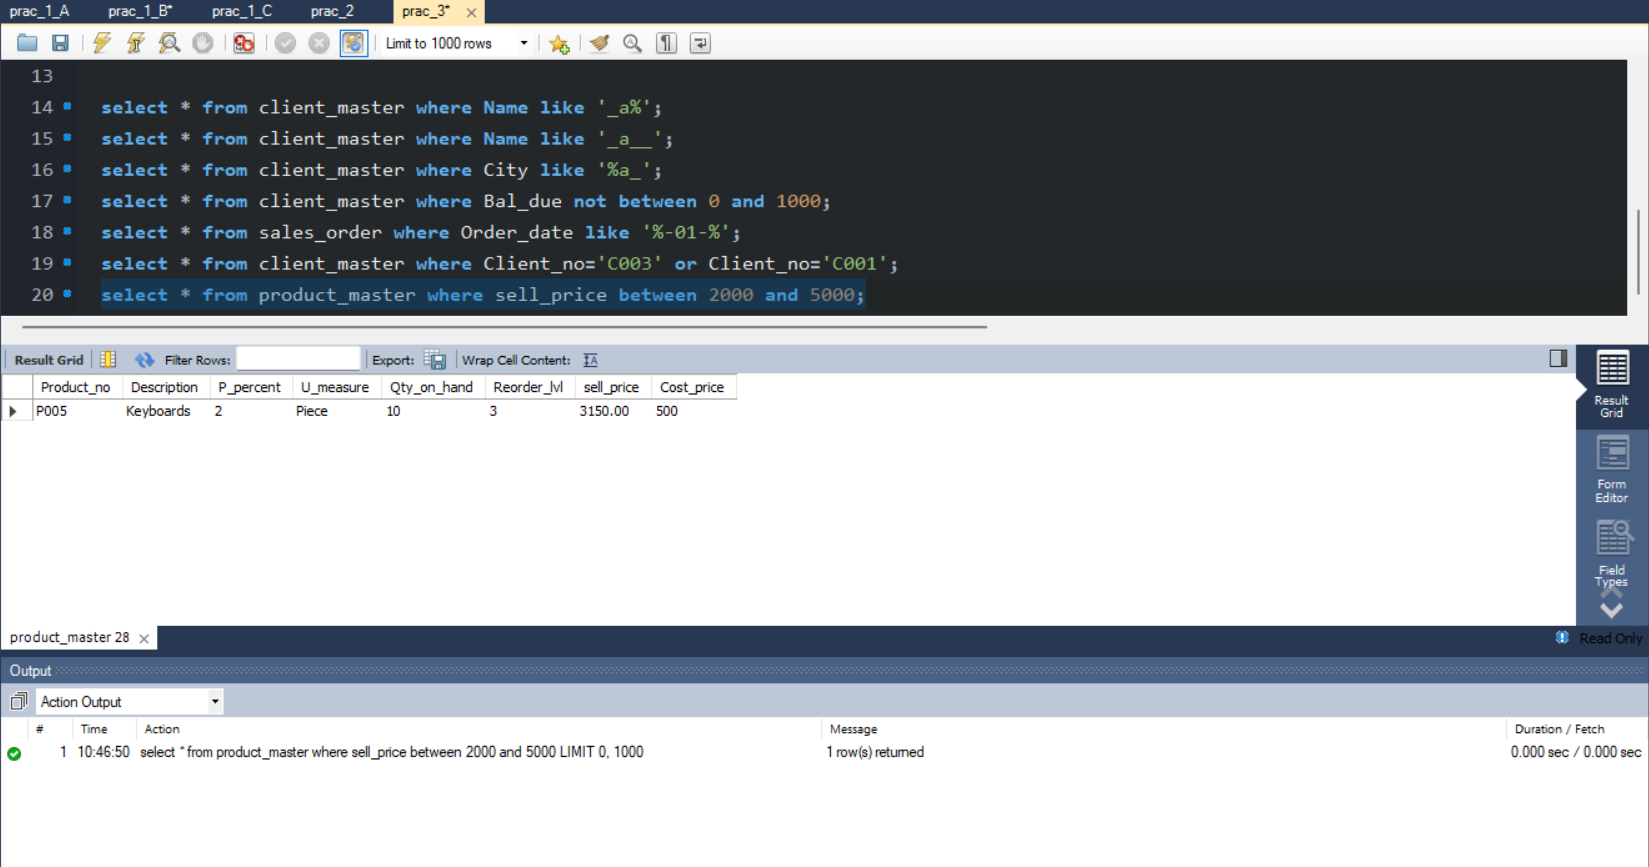 prac_1_A prac_1_B* prac_1_C prac_2 prac_3*
Limit to 1000 rows
13
14 select * from client_master where Name like '_a%';
15 select * from client_master where Name like '_a__';
16 select * from client_master where City like '%a_';
17 select * from client_master where Bal_due not between 0 and 1000;
18 select * from sales_order where Order_date like '%-01-%';
19 select * from client_master where Client_no='C003' or Client_no='C001';
20 select * from product_master where sell_price between 2000 and 5000;
Result Grid Filter Rows: Export: Wrap Cell Content: IA
Product_no Description P_percent U_measure Qty_on_hand Reorder_lvl sell_price Cost_price
P005 Keyboards 2 Piece 10 3 3150.00 500
Result
Grid
Form
Editor
Field
Types
product_master 28 Read Only
Output
Action Output
# Time Action Message Duration / Fetch
1 10:46:50 select * from product_master where sell_price between 2000 and 5000 LIMIT 0, 1000 1 row(s) returned 0.000 sec / 0.000 sec